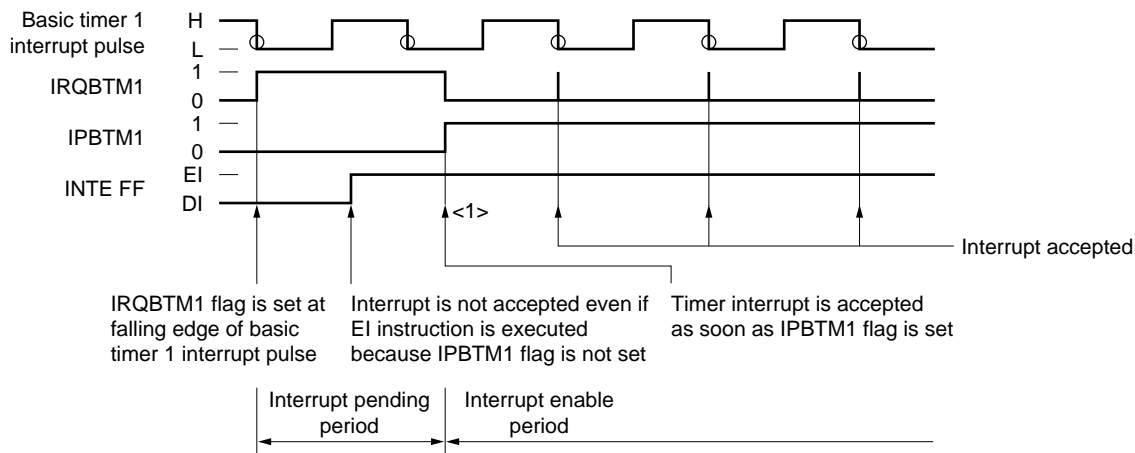 Basic timer 1
interrupt pulse
H
L
IRQBTM1
1
0
IPBTM1
1
0
INTE FF
EI
DI
<1>
Interrupt accepted
IRQBTM1 flag is set at
falling edge of basic
timer 1 interrupt pulse
Interrupt is not accepted even if
EI instruction is executed
because IPBTM1 flag is not set
Timer interrupt is accepted
as soon as IPBTM1 flag is set
Interrupt pending
period
Interrupt enable
period